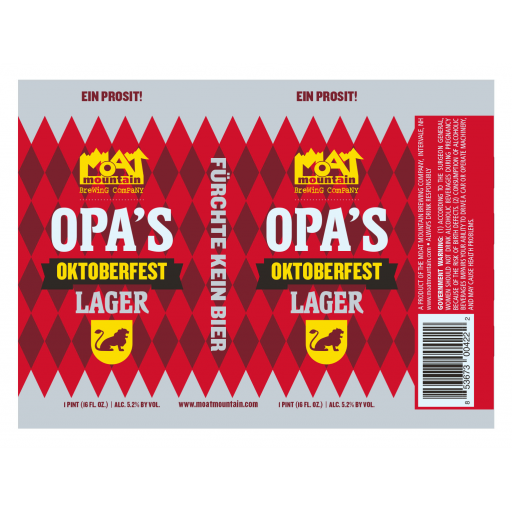 EIN PROSIT!
MOAT
mountain
BREWING COMPANY
OPA'S
OKTOBERFEST
LAGER
1 PINT (16 FL. OZ.) | ALC. 5.2% BY VOL.
FÜRCHTE KEIN BIER
www.moatmountain.com
EIN PROSIT!
MOAT
mountain
BREWING COMPANY
OPA'S
OKTOBERFEST
LAGER
1 PINT (16 FL. OZ.) | ALC. 5.2% BY VOL.
A PRODUCT OF THE MOAT MOUNTAIN BREWING COMPANY, INTERVALE, NH
www.moatmountain.com • ALWAYS DRINK RESPONSIBLY
GOVERNMENT WARNING: (1) ACCORDING TO THE SURGEON GENERAL,
WOMEN SHOULD NOT DRINK ALCOHOLIC BEVERAGES DURING PREGNANCY
BECAUSE OF THE RISK OF BIRTH DEFECTS. (2) CONSUMPTION OF ALCOHOLIC
BEVERAGES IMPAIRS YOUR ABILITY TO DRIVE A CAR OR OPERATE MACHINERY,
AND MAY CAUSE HEALTH PROBLEMS.
8 53673 00422 2